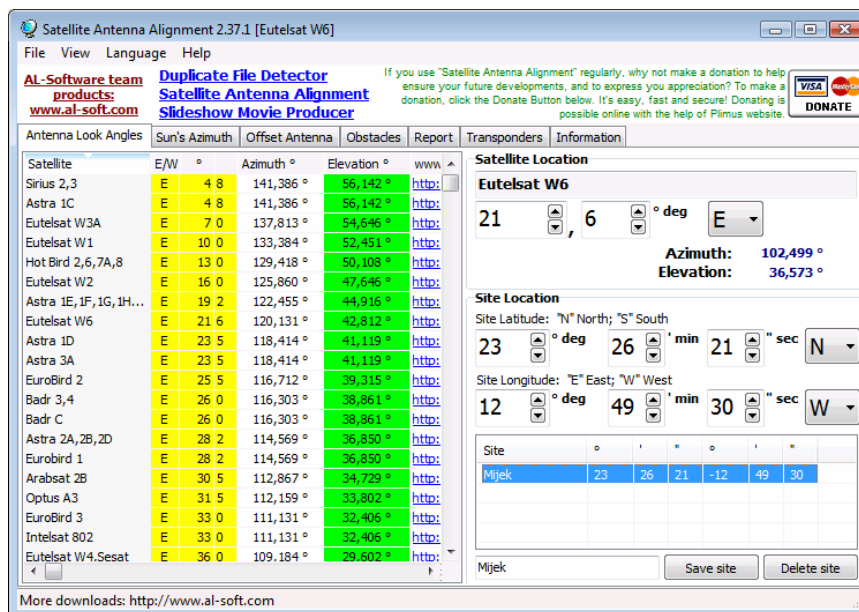 Satellite Antenna Alignment 2.37.1 [Eutelsat W6]
File View Language Help
AL-Software team
products:
www.al-soft.com
Duplicate File Detector
Satellite Antenna Alignment
Slideshow Movie Producer
If you use "Satellite Antenna Alignment" regularly, why not make a donation to help
ensure your future developments, and to express you appreciation? To make a
donation, click the Donate Button below. It's easy, fast and secure! Donating is
possible online with the help of Plimus website.
VISA MasterCard
DONATE
Antenna Look Angles Sun's Azimuth Offset Antenna Obstacles Report Transponders Information
Satellite E/W ° Azimuth ° Elevation ° www
Sirius 2,3 E 4 8 141,386 ° 56,142 ° http:
Astra 1C E 4 8 141,386 ° 56,142 ° http:
Eutelsat W3A E 7 0 137,813 ° 54,646 ° http:
Eutelsat W1 E 10 0 133,384 ° 52,451 ° http:
Hot Bird 2,6,7A,8 E 13 0 129,418 ° 50,108 ° http:
Eutelsat W2 E 16 0 125,860 ° 47,646 ° http:
Astra 1E,1F,1G,1H... E 19 2 122,455 ° 44,916 ° http:
Eutelsat W6 E 21 6 120,131 ° 42,812 ° http:
Astra 1D E 23 5 118,414 ° 41,119 ° http:
Astra 3A E 23 5 118,414 ° 41,119 ° http:
EuroBird 2 E 25 5 116,712 ° 39,315 ° http:
Badr 3,4 E 26 0 116,303 ° 38,861 ° http:
Badr C E 26 0 116,303 ° 38,861 ° http:
Astra 2A,2B,2D E 28 2 114,569 ° 36,850 ° http:
Eurobird 1 E 28 2 114,569 ° 36,850 ° http:
Arabsat 2B E 30 5 112,867 ° 34,729 ° http:
Optus A3 E 31 5 112,159 ° 33,802 ° http:
EuroBird 3 E 33 0 111,131 ° 32,406 ° http:
Intelsat 802 E 33 0 111,131 ° 32,406 ° http:
Eutelsat W4.Sesat E 36 0 109.184 ° 29.602 ° http:
Satellite Location
Eutelsat W6
21 , 6 ° deg E
Azimuth: 102,499 °
Elevation: 36,573 °
Site Location
Site Latitude: "N" North; "S" South
23 ° deg 26 ' min 21 " sec N
Site Longitude: "E" East; "W" West
12 ° deg 49 ' min 30 " sec W
Site ° ' " ° ' "
Mijek 23 26 21 -12 49 30
Mijek Save site Delete site
More downloads: http://www.al-soft.com